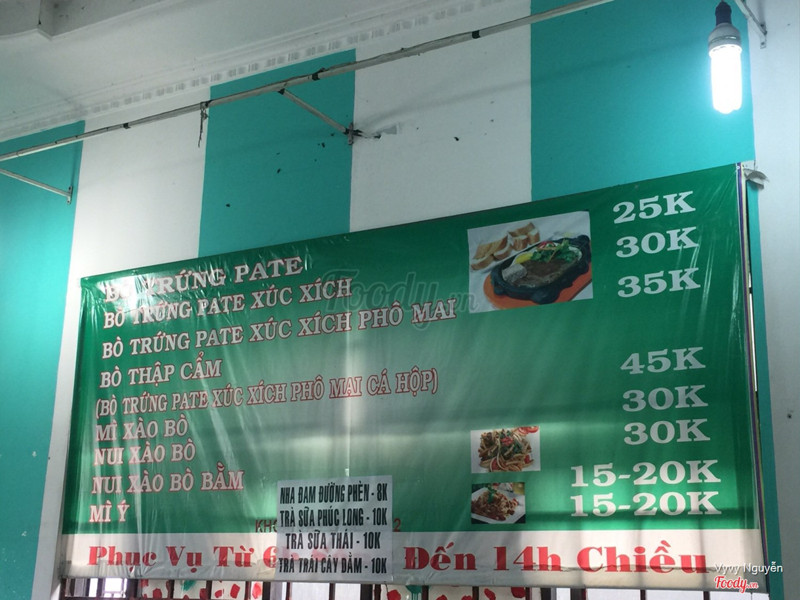 BÒ TRỨNG PATE 25K
BÒ TRỨNG PATE XÚC XÍCH 30K
BÒ TRỨNG PATE XÚC XÍCH PHÔ MAI 35K
BÒ THẬP CẨM 45K
(BÒ TRỨNG PATE XÚC XÍCH PHÔ MAI CÁ HỘP)
MÌ XÀO BÒ 30K
NUI XÀO BÒ 30K
NUI XÀO BÒ BẰM 15-20K
MÌ Ý 15-20K
NHA ĐAM ĐƯỜNG PHÈN - 8K
TRÀ SỮA PHÚC LONG - 10K
TRÀ SỮA THÁI - 10K
TRÀ TRÁI CÂY ĐẦM - 10K
Phục Vụ Từ 6 Đến 14h Chiều
Foody.vn
Vyvy Nguyễn
Foody.vn